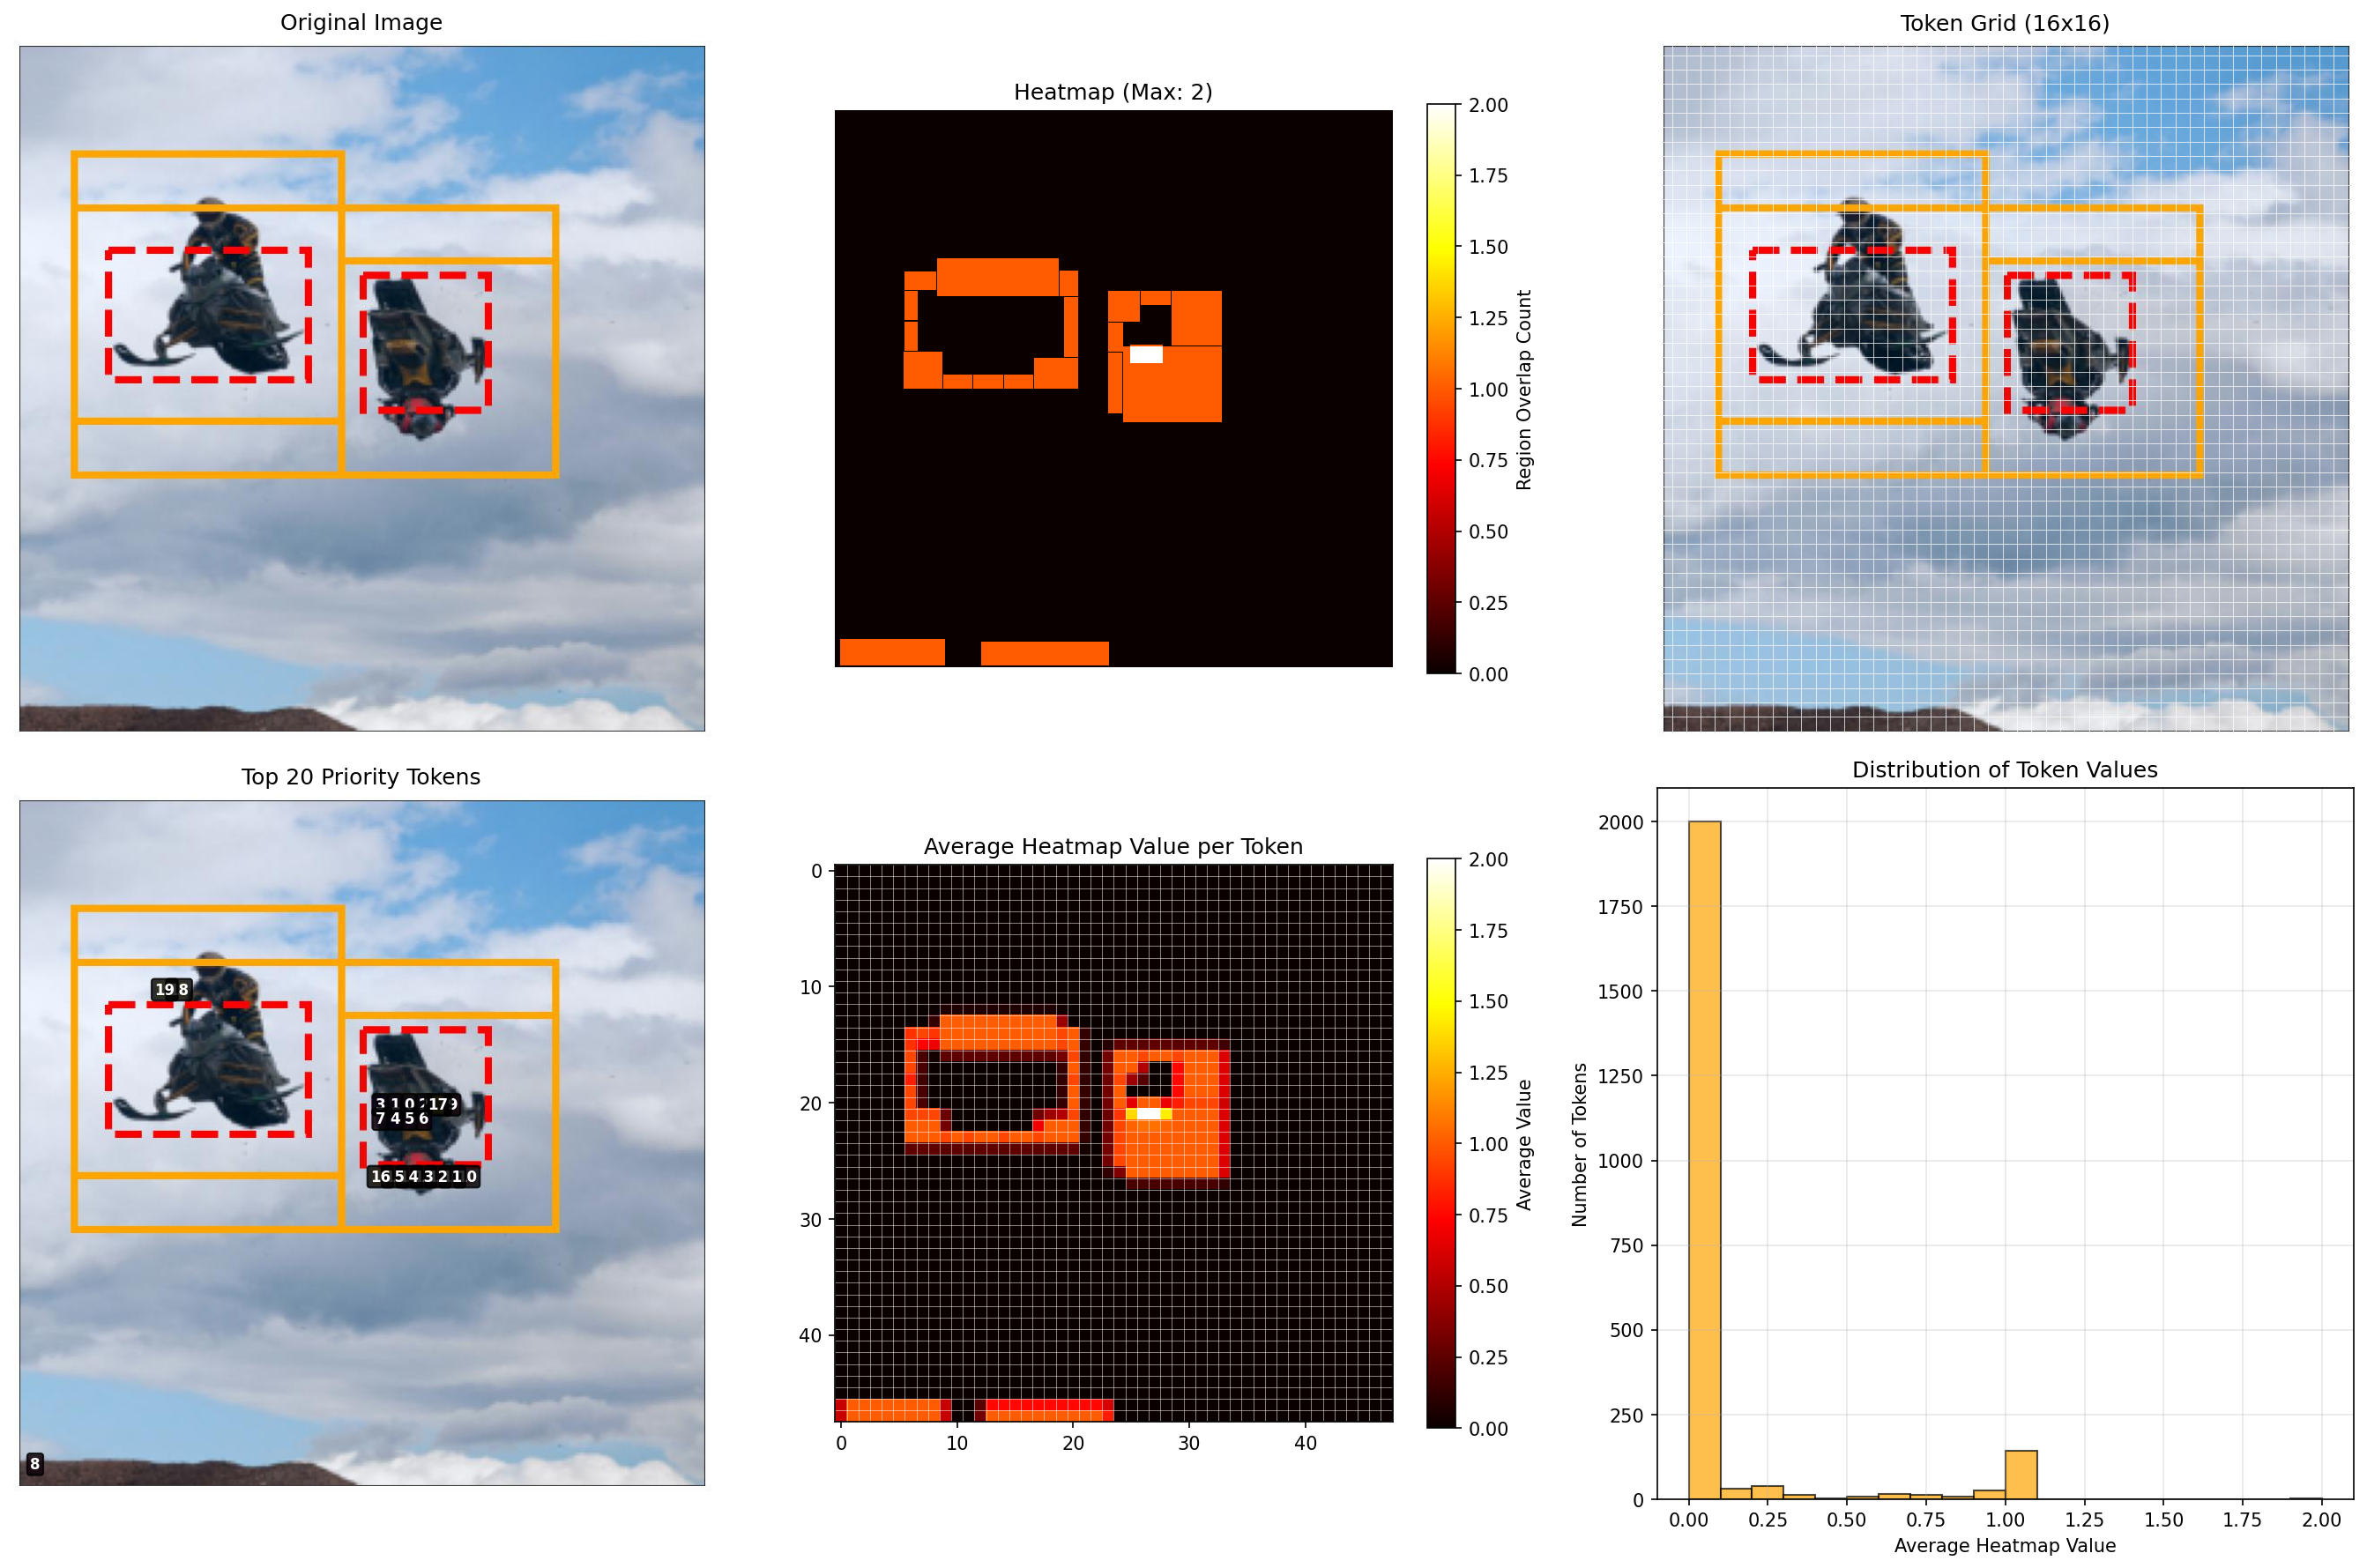 Original Image
Heatmap (Max: 2)
2.00
1.75
1.50
1.25
1.00
0.75
0.50
0.25
0.00
Region Overlap Count
Token Grid (16x16)
Top 20 Priority Tokens
19 8
3 1 0 2 17 9
7 4 5 6
16 5 4 3 2 1 0
8
Average Heatmap Value per Token
0
10
20
30
40
0 10 20 30 40
2.00
1.75
1.50
1.25
1.00
0.75
0.50
0.25
0.00
Average Value
Distribution of Token Values
2000
1750
1500
1250
1000
750
500
250
0
Number of Tokens
0.00 0.25 0.50 0.75 1.00 1.25 1.50 1.75 2.00
Average Heatmap Value